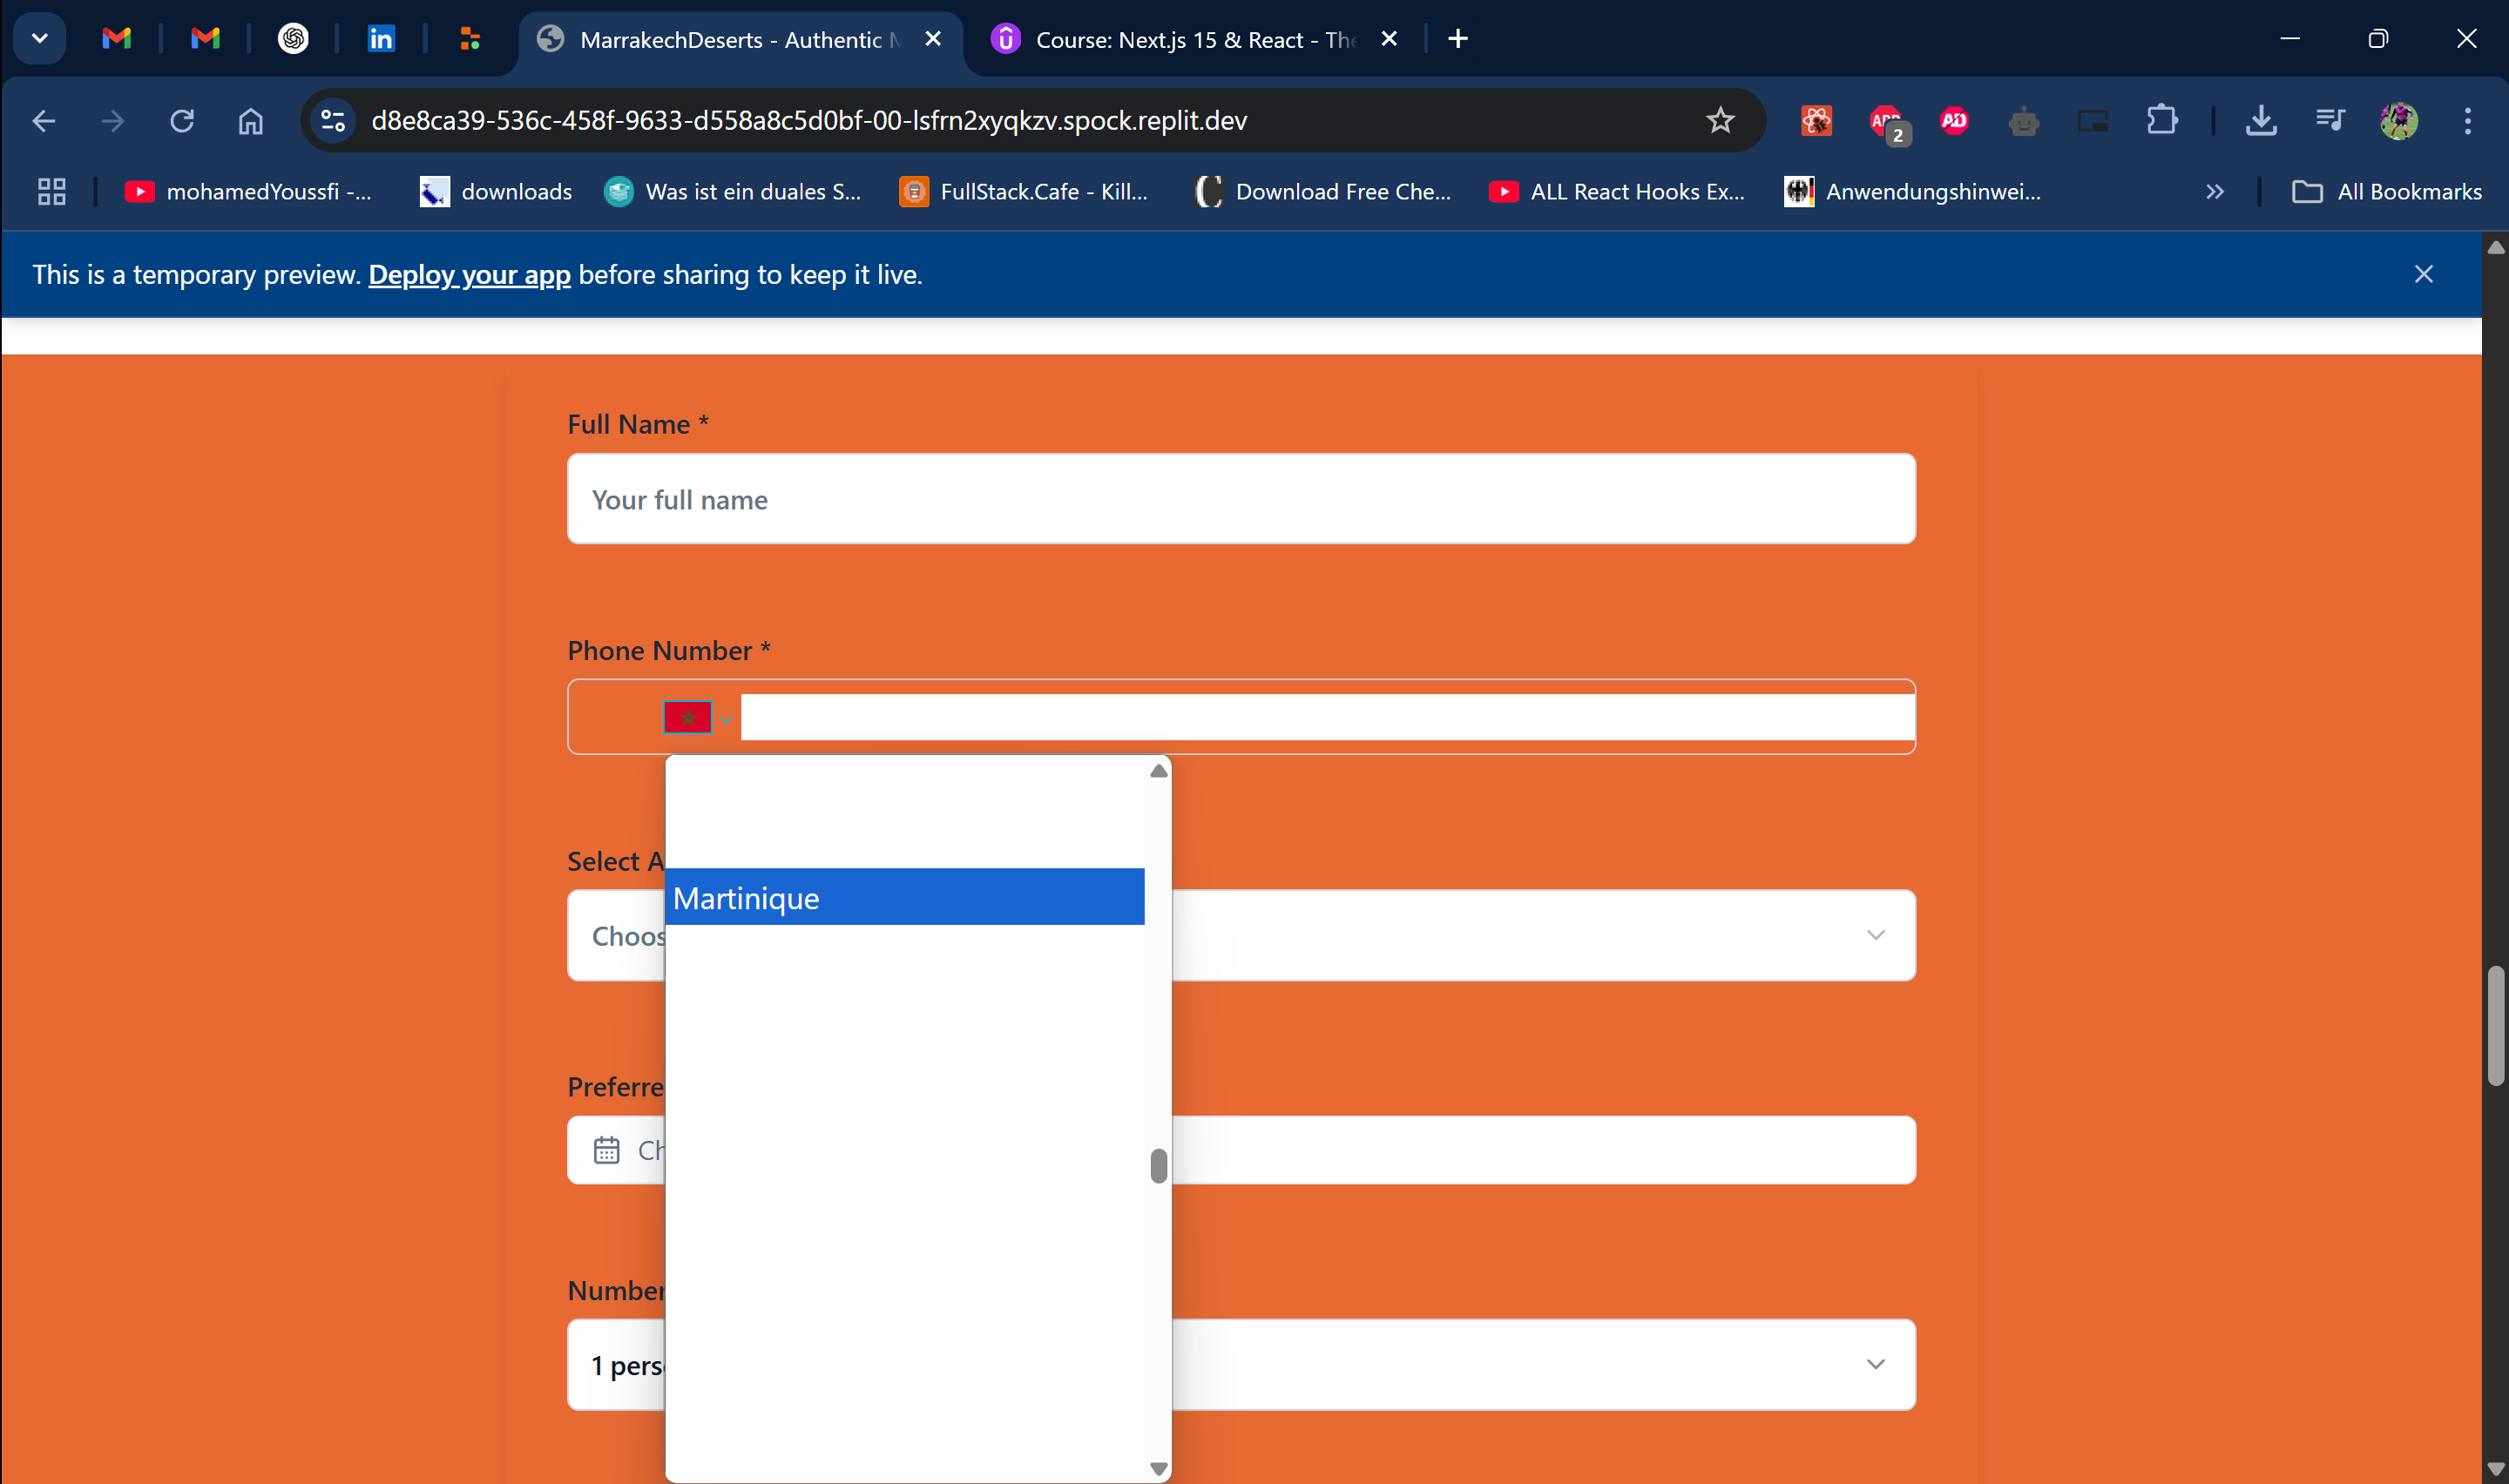 MarrakechDeserts - Authentic
Course: Next.js 15 & React - The
d8e8ca39-536c-458f-9633-d558a8c5d0bf-00-lsfrn2xyqkzv.spock.replit.dev
ABP
2
AD
mohamedYoussfi -...
downloads
Was ist ein duales S...
FullStack.Cafe - Kill...
Download Free Che...
ALL React Hooks Ex...
Anwendungshinwei...
All Bookmarks
This is a temporary preview. Deploy your app before sharing to keep it live.
Full Name *
Your full name
Phone Number *
Select A
Martinique
Choos
Preferre
Ch
Number
1 pers